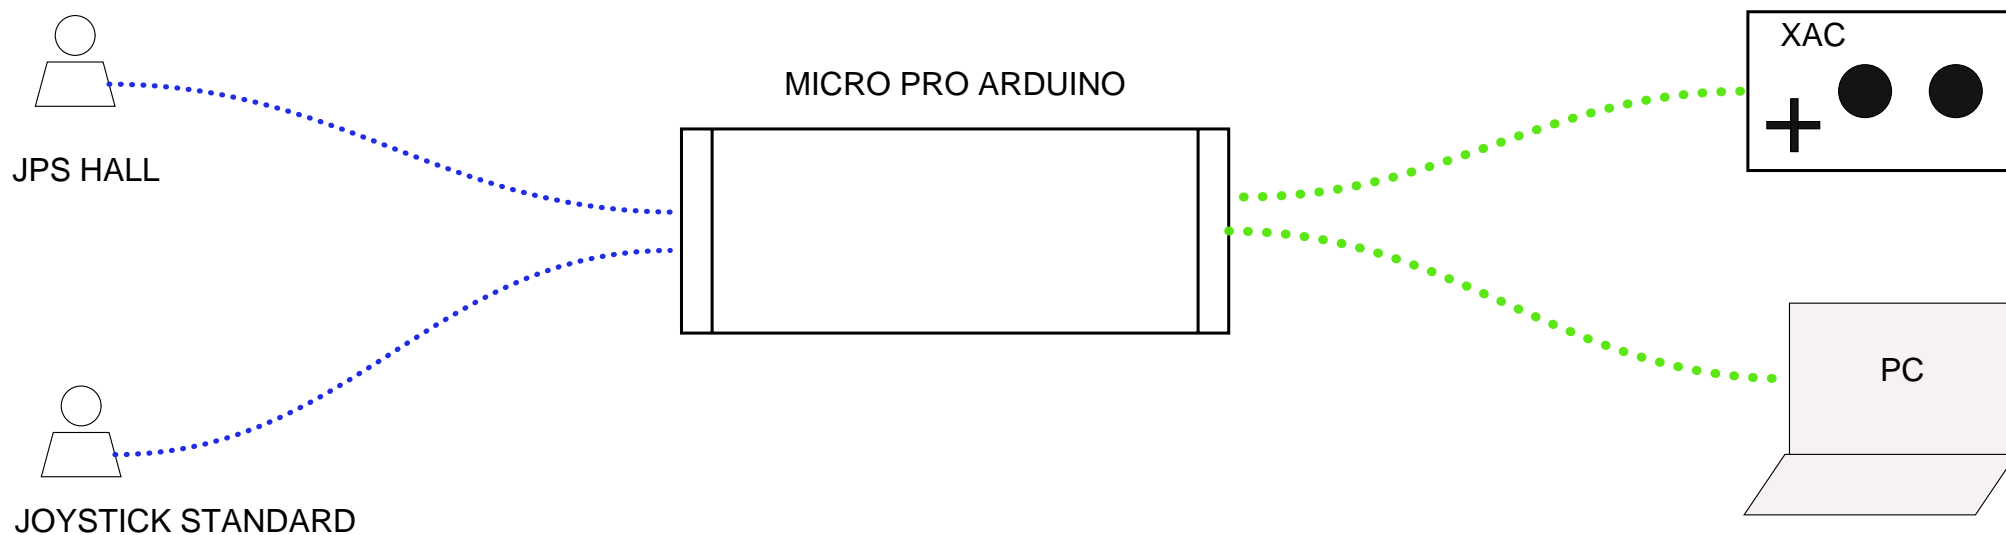 XAC
MICRO PRO ARDUINO
JPS HALL
PC
JOYSTICK STANDARD